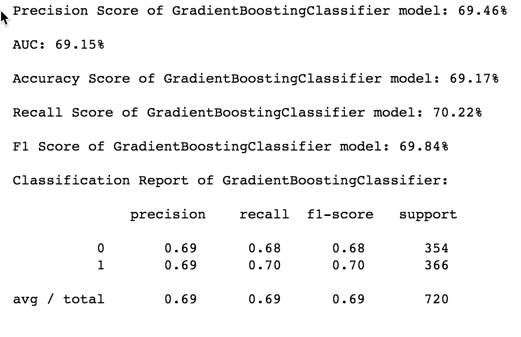 Precision Score of GradientBoostingClassifier model: 69.46%
AUC: 69.15%
Accuracy Score of GradientBoostingClassifier model: 69.17%
Recall Score of GradientBoostingClassifier model: 70.22%
F1 Score of GradientBoostingClassifier model: 69.84%
Classification Report of GradientBoostingClassifier:
precision recall f1-score support
0 0.69 0.68 0.68 354
1 0.69 0.70 0.70 366
avg / total 0.69 0.69 0.69 720